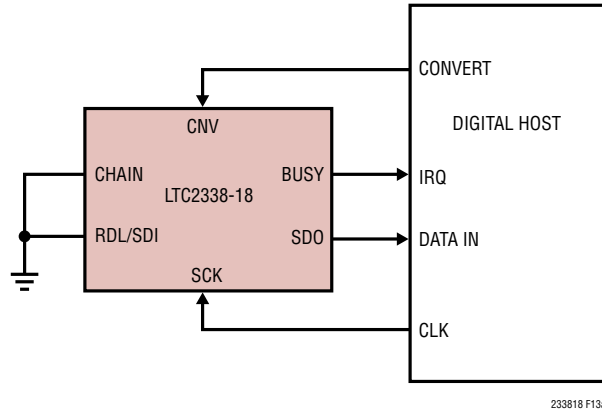 CONVERT
CNV
DIGITAL HOST
CHAIN
BUSY
IRQ
LTC2338-18
RDL/SDI
SDO
DATA IN
SCK
CLK